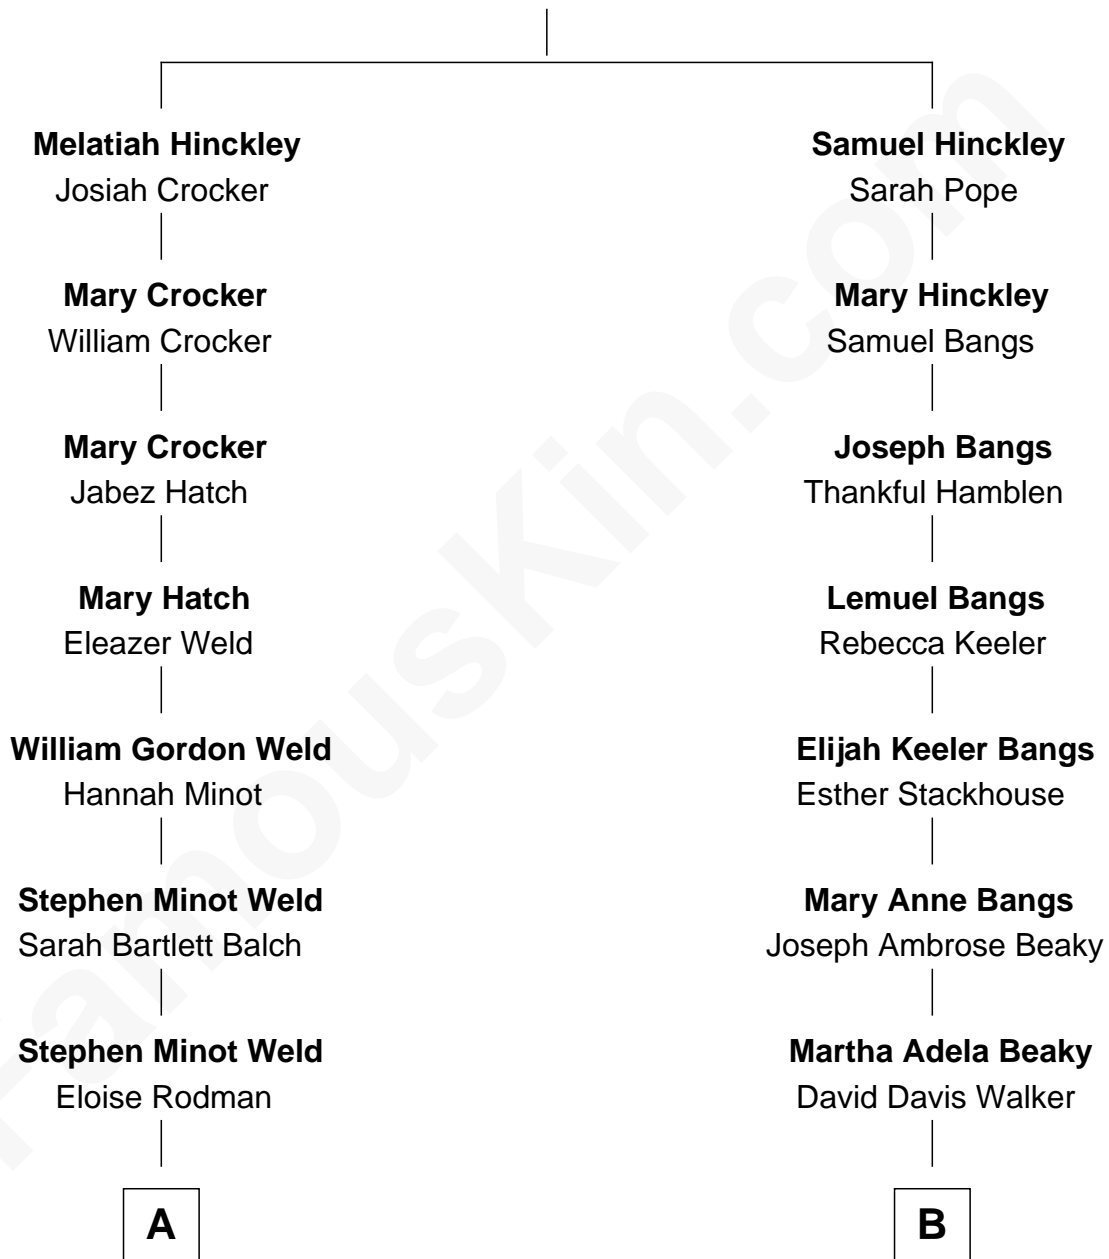 Melatiah Hinckley
Josiah Crocker
Mary Crocker
William Crocker
Mary Crocker
Jabez Hatch
Mary Hatch
Eleazer Weld
William Gordon Weld
Hannah Minot
Stephen Minot Weld
Sarah Bartlett Balch
Stephen Minot Weld
Eloise Rodman
A
Samuel Hinckley
Sarah Pope
Mary Hinckley
Samuel Bangs
Joseph Bangs
Thankful Hamblen
Lemuel Bangs
Rebecca Keeler
Elijah Keeler Bangs
Esther Stackhouse
Mary Anne Bangs
Joseph Ambrose Beaky
Martha Adela Beaky
David Davis Walker
B
FamousKin.com